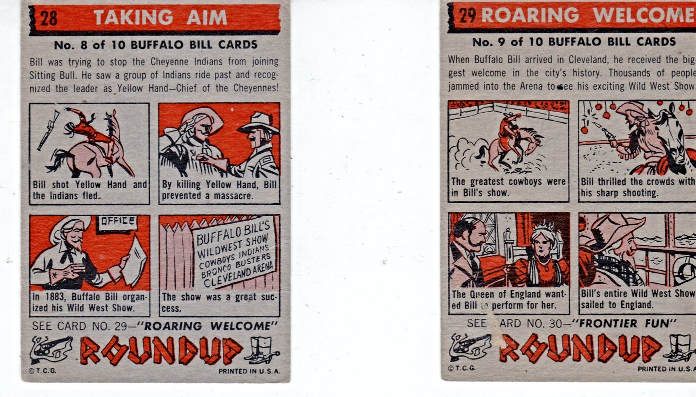 28 TAKING AIM
No. 8 of 10 BUFFALO BILL CARDS
Bill was trying to stop the Cheyenne Indians from joining
Sitting Bull. He saw a group of Indians ride past and recog-
nized the leader as Yellow Hand—Chief of the Cheyennes!
Bill shot Yellow Hand and
the Indians fled.
By killing Yellow Hand, Bill
prevented a massacre.
OFFICE
In 1883, Buffalo Bill organ-
ized his Wild West Show.
BUFFALO BILL'S
WILDWEST SHOW
COWBOYS INDIANS
BRONCO BUSTERS
CLEVELAND ARENA
The show was a great suc-
cess.
SEE CARD NO. 29—"ROARING WELCOME"
ROUNDUP
© T.C.G.
PRINTED IN U.S.A.
29 ROARING WELCOME
No. 9 of 10 BUFFALO BILL CARDS
When Buffalo Bill arrived in Cleveland, he received the big-
gest welcome in the city's history. Thousands of people
jammed into the Arena to see his exciting Wild West Show.
The greatest cowboys were
in Bill's show.
Bill thrilled the crowds with
his sharp shooting.
The Queen of England want-
ed Bill to perform for her.
Bill's entire Wild West Show
sailed to England.
SEE CARD NO. 30—"FRONTIER FUN"
ROUNDUP
© T.C.G.
PRINTED IN U.S.A.